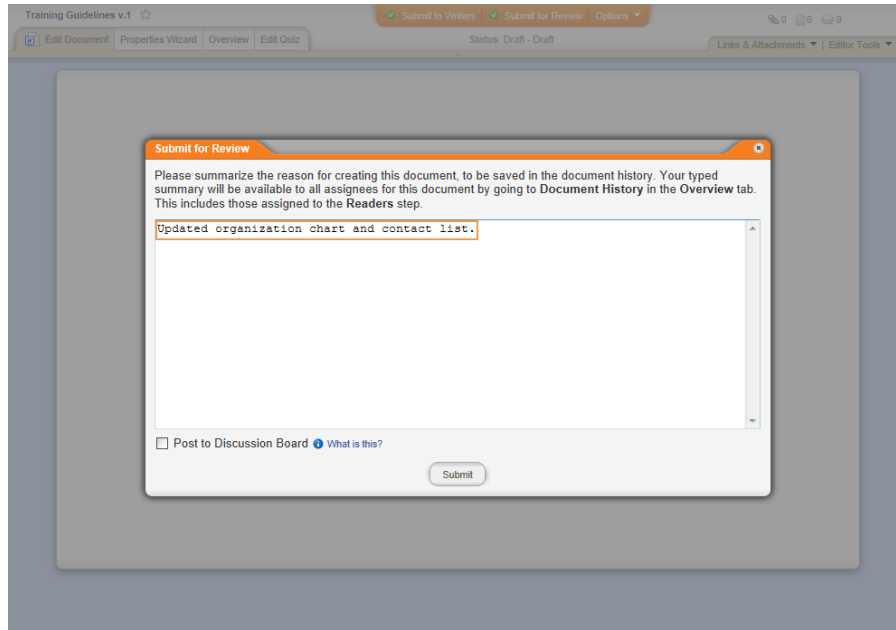 Training Guidelines v.1
Submit to Writers Submit for Review Options
0 0 0
Edit Document Properties Wizard Overview Edit Quiz
Status: Draft - Draft
Links & Attachments | Editor Tools
Submit for Review
Please summarize the reason for creating this document, to be saved in the document history. Your typed
summary will be available to all assignees for this document by going to Document History in the Overview tab.
This includes those assigned to the Readers step.
Updated organization chart and contact list.
Post to Discussion Board What is this?
Submit